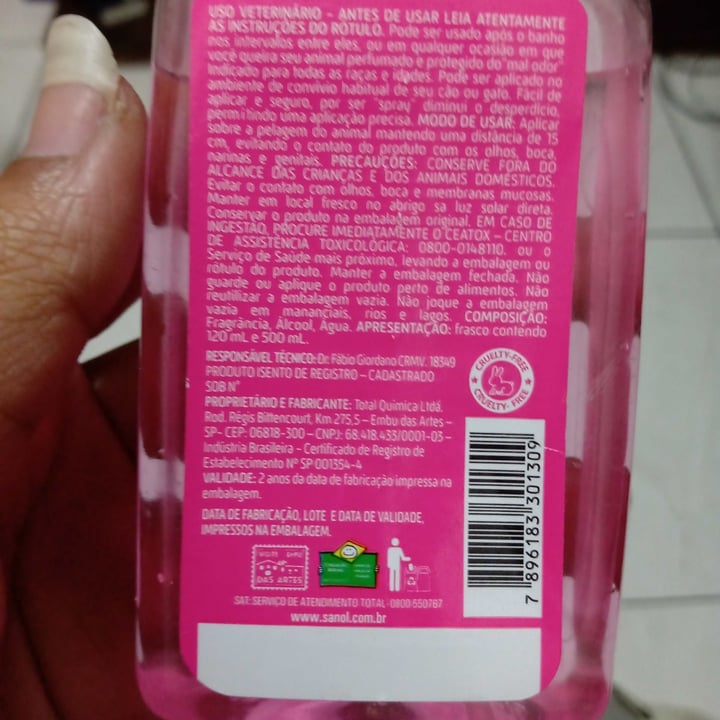 USO VETERINÁRIO - ANTES DE USAR LEIA ATENTAMENTE
AS INSTRUÇÕES DO RÓTULO. Pode ser usado após o banho
nos intervalos entre eles, ou em qualquer ocasião em que
você queira seu animal perfumado e protegido do "mal odor"
Indicado para todas as raças e idades. Pode ser aplicado no
ambiente de convívio habitual de seu cão ou gato. Fácil de
aplicar e seguro, por ser "spray" diminui o desperdício,
permitindo uma aplicação precisa. MODO DE USAR: Aplicar
sobre a pelagem do animal mantendo uma distância de 15
cm, evitando o contato do produto com os olhos, boca,
narinas e genitais. PRECAUÇÕES: CONSERVE FORA DO
ALCANCE DAS CRIANÇAS E DOS ANIMAIS DOMÉSTICOS.
Evitar o contato com olhos, boca e membranas mucosas.
Manter em local fresco no abrigo sa luz solar direta.
Conservar o produto na embalagem original. EM CASO DE
INGESTÃO, PROCURE IMEDIATAMENTE O CEATOX - CENTRO
DE ASSISTÊNCIA TOXICOLÓGICA: 0800-0148110. ou o
Serviço de Saúde mais próximo, levando a embalagem ou
rótulo do produto. Manter a embalagem fechada. Não
guarde ou aplique o produto perto de alimentos. Não
reutilizar a embalagem vazia. Não joque a embalagem
vazia em mananciais, rios e lagos. COMPOSIÇÃO:
Fragrância, Álcool, Água. APRESENTAÇÃO: frasco contendo
120 mL e 500 mL.
RESPONSÁVEL TÉCNICO: Dr. Fábio Giordano CRMV. 18349
PRODUTO ISENTO DE REGISTRO - CADASTRADO
SOB N°
PROPRIETÁRIO E FABRICANTE: Total Química Ltda.
Rod. Régis Bittencourt, Km 275,5 - Embu das Artes -
SP- CEP: 06818-300 - CNPJ: 68.418.433/0001-03 -
Indústria Brasileira - Certificado de Registro de
Estabelecimento N° SP 001354-4
VALIDADE: 2 anos da data de fabricação impressa na
embalagem.
DATA DE FABRICAÇÃO, LOTE E DATA DE VALIDADE,
IMPRESSOS NA EMBALAGEM.
CRUELTY-FREE
CRUELTY-FREE
7 896183 301309
VISITE EMBU
DAS ARTES
SAT: SERVIÇO DE ATENDIMENTO TOTAL-0800 550787
www.sanol.com.br